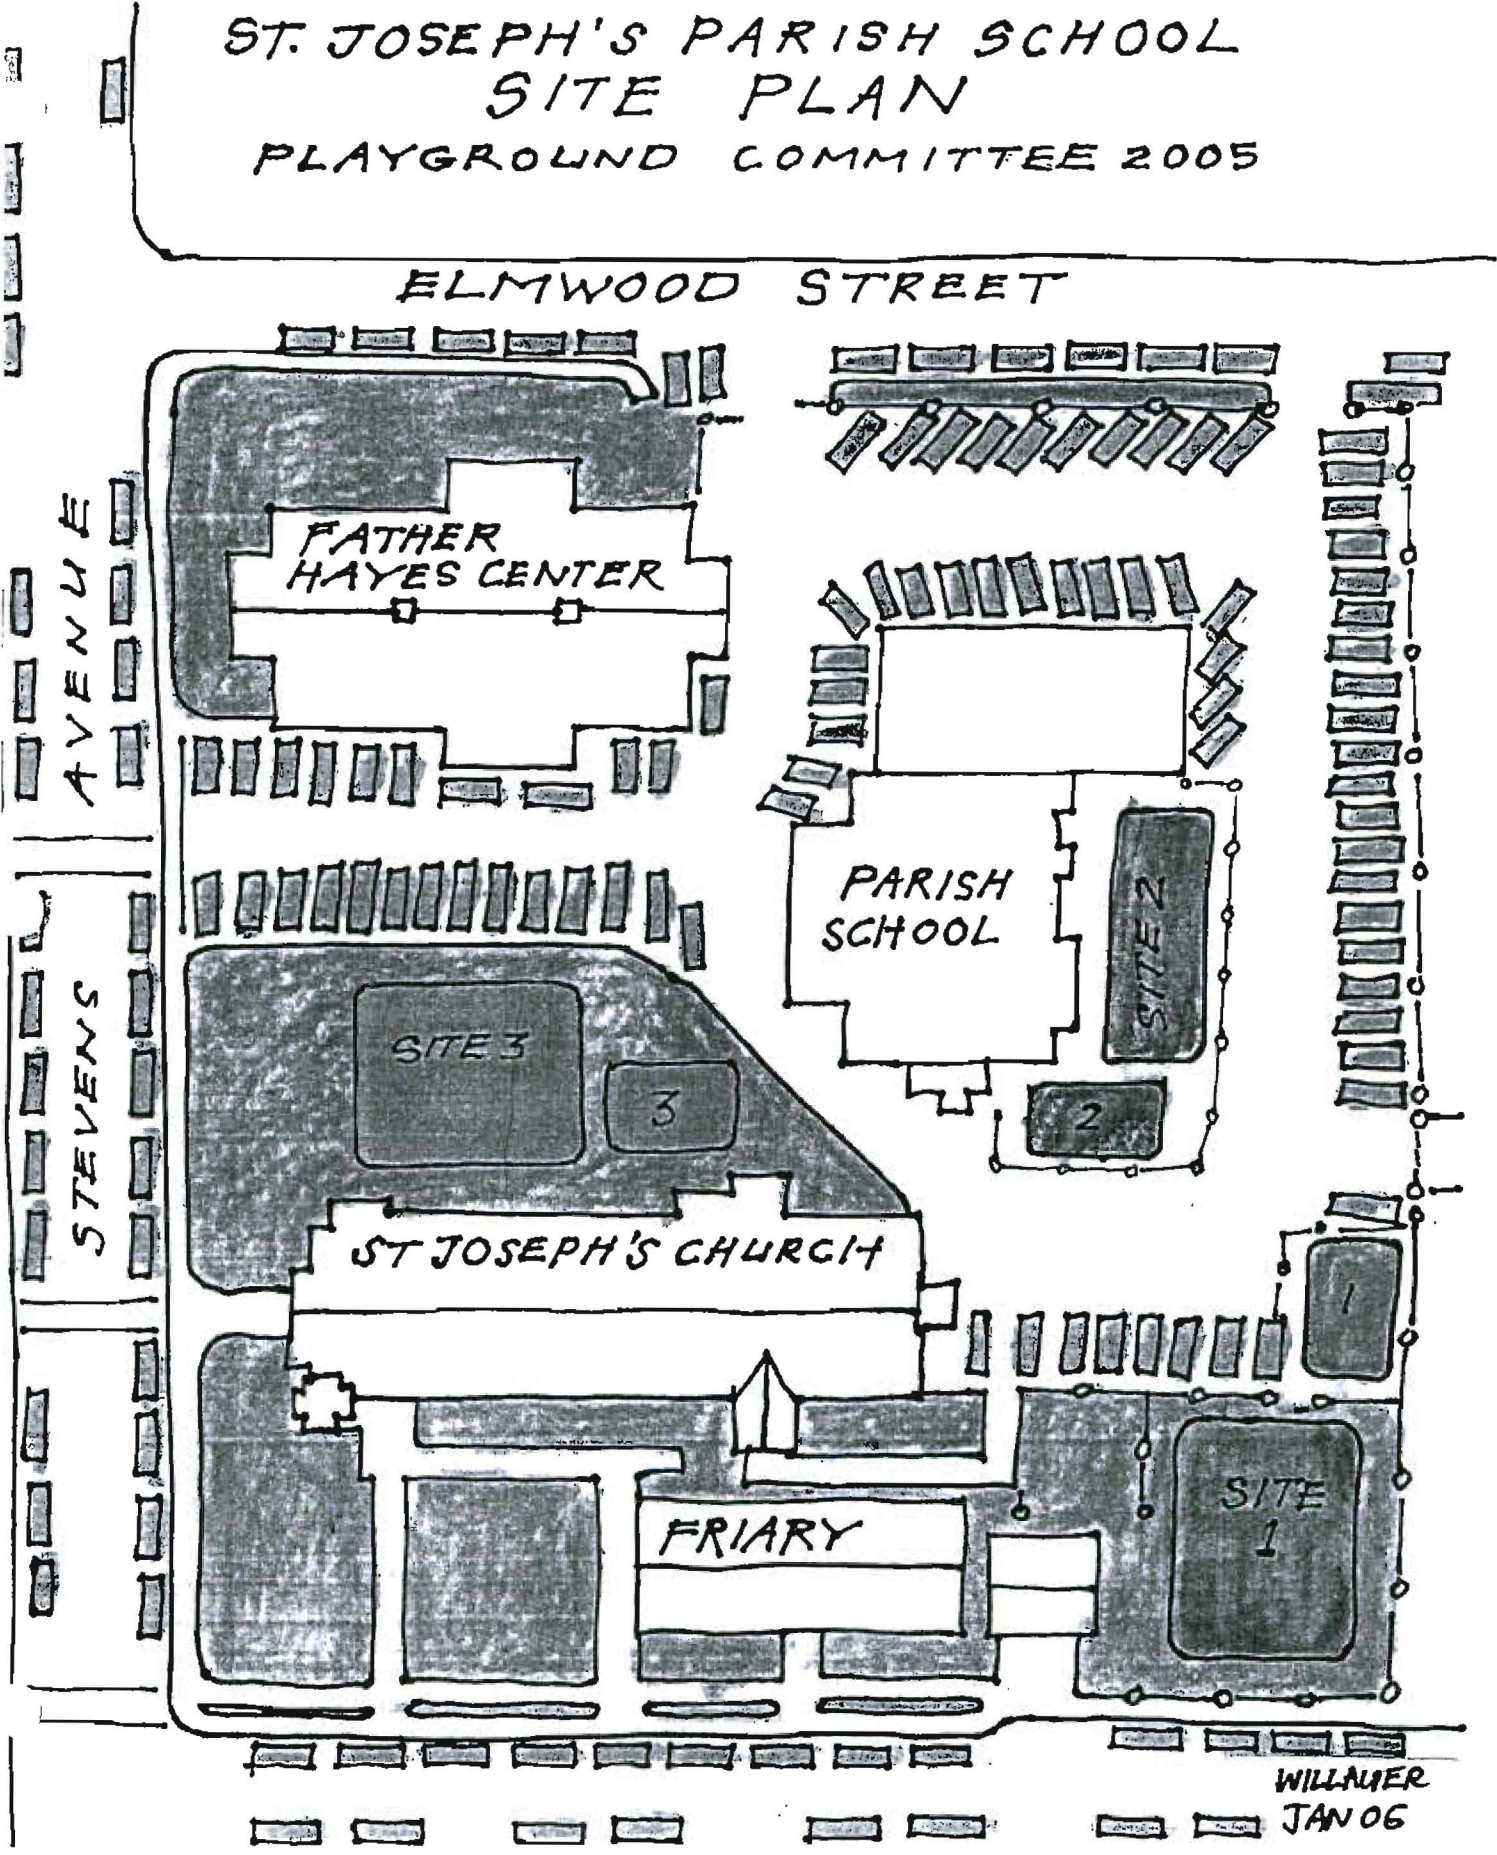 ST. JOSEPH'S PARISH SCHOOL
SITE PLAN
PLAYGROUND COMMITTEE 2005
ELMWOOD STREET
FATHER
HAYES CENTER
STEVENS AVENUE
PARISH
SCHOOL
SITE 2
2
SITE 3
3
ST JOSEPH'S CHURCH
1
FRIARY
SITE
1
WILLAUER
JAN 06